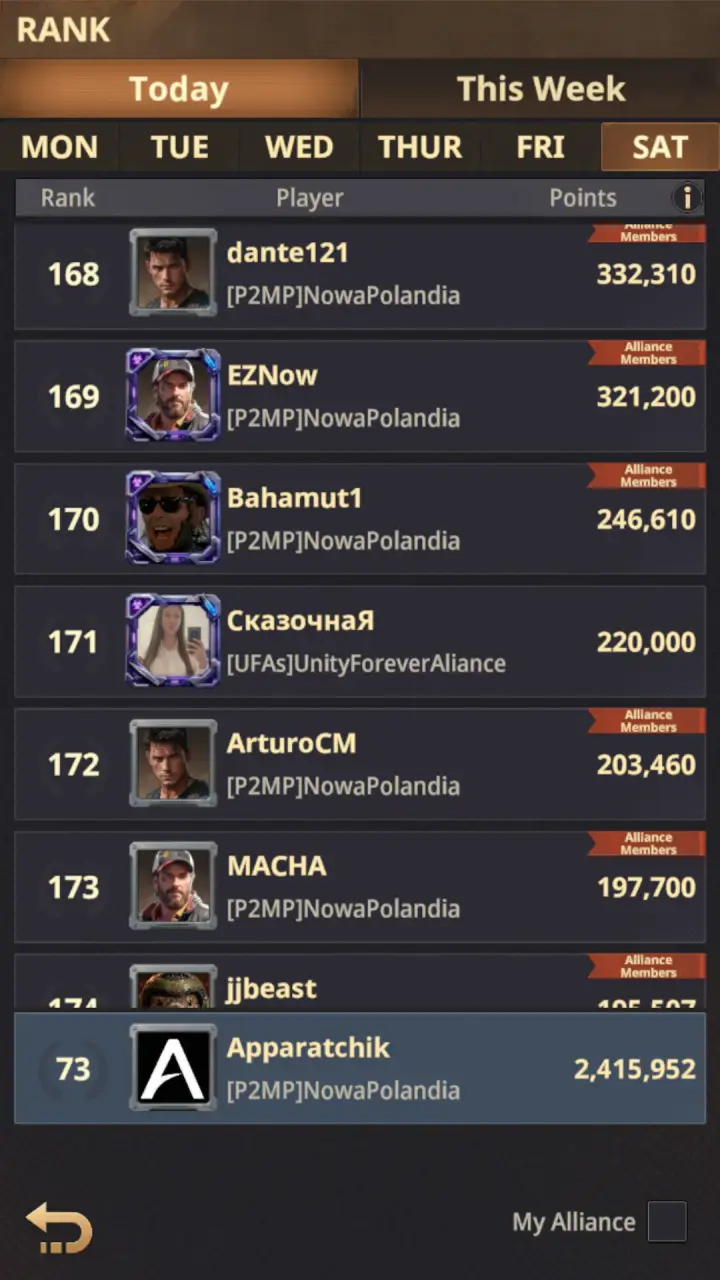 RANK
Today
This Week
MON TUE WED THUR FRI SAT
Rank Player Points i
Alliance
Members
168 dante121 332,310
[P2MP]NowaPolandia
Alliance
Members
169 EZNow 321,200
[P2MP]NowaPolandia
Alliance
Members
170 Bahamut1 246,610
[P2MP]NowaPolandia
171 СказочнаЯ 220,000
[UFAs]UnityForeverAliance
Alliance
Members
172 ArturoCM 203,460
[P2MP]NowaPolandia
Alliance
Members
173 MACHA 197,700
[P2MP]NowaPolandia
Alliance
Members
174 jjbeast
73 Apparatchik 2,415,952
[P2MP]NowaPolandia
My Alliance